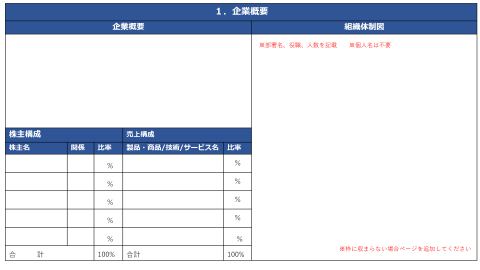 1．企業概要
企業概要
組織体制図
※部署名、役職、人数を記載　※個人名は不要
株主構成
売上構成
株主名 関係 比率 製品・商品/技術/サービス名 比率
% %
% %
% %
% %
% %
合　計 100% 合計 100%
※枠に収まらない場合ページを追加してください